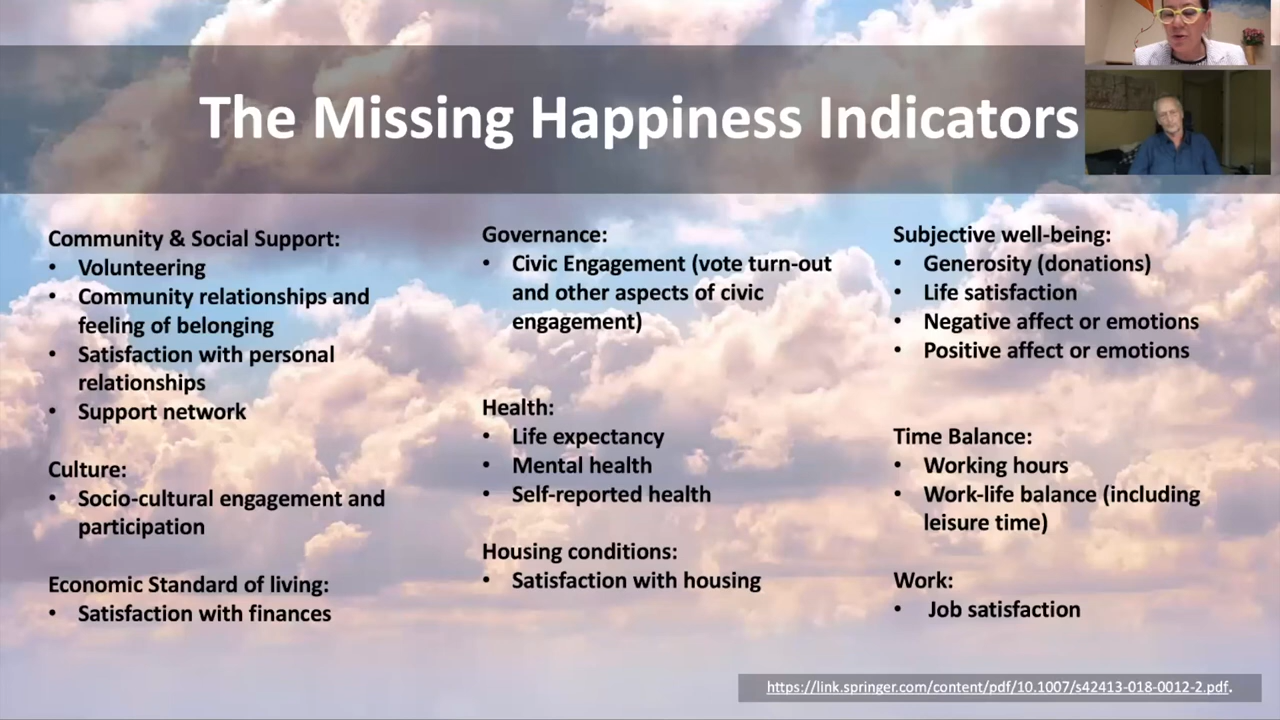 The Missing Happiness Indicators
Community & Social Support:
• Volunteering
• Community relationships and
feeling of belonging
• Satisfaction with personal
relationships
• Support network
Culture:
• Socio-cultural engagement and
participation
Economic Standard of living:
• Satisfaction with finances
Governance:
• Civic Engagement (vote turn-out
and other aspects of civic
engagement)
Health:
• Life expectancy
• Mental health
• Self-reported health
Housing conditions:
• Satisfaction with housing
Subjective well-being:
• Generosity (donations)
• Life satisfaction
• Negative affect or emotions
• Positive affect or emotions
Time Balance:
• Working hours
• Work-life balance (including
leisure time)
Work:
• Job satisfaction
https://link.springer.com/content/pdf/10.1007/s42413-018-0012-2.pdf.